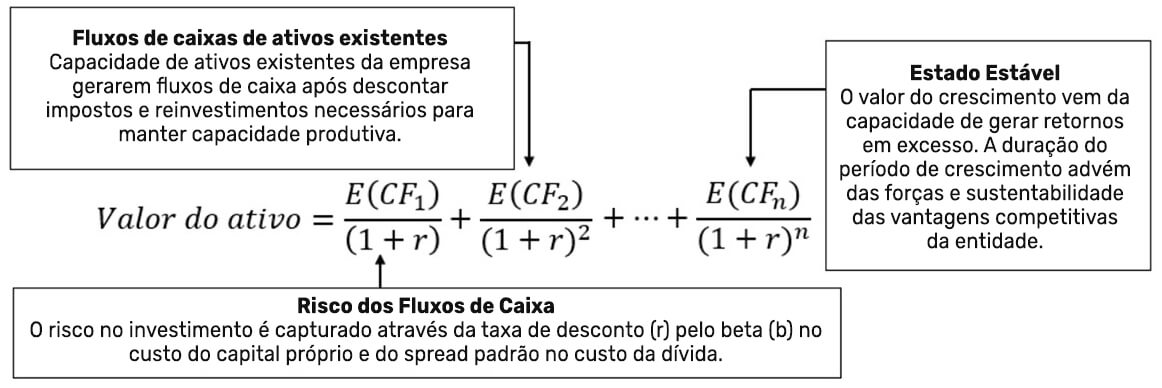 Fluxos de caixas de ativos existentes
Capacidade de ativos existentes da empresa
gerarem fluxos de caixa após descontar
impostos e reinvestimentos necessários para
manter capacidade produtiva.
Estado Estável
O valor do crescimento vem da
capacidade de gerar retornos
em excesso. A duração do
período de crescimento advém
das forças e sustentabilidade
das vantagens competitivas
da entidade.
Valor do ativo = E(CF₁)/(1 + r) + E(CF₂)/(1 + r)² + ⋯ + E(CFₙ)/(1 + r)ⁿ
Risco dos Fluxos de Caixa
O risco no investimento é capturado através da taxa de desconto (r) pelo beta (b) no
custo do capital próprio e do spread padrão no custo da dívida.